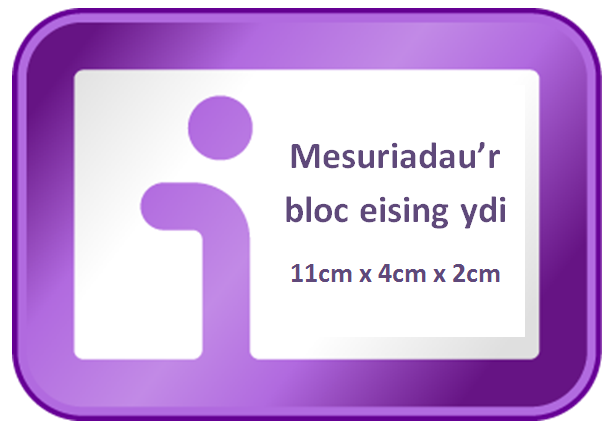 Mesuriadau’r
bloc eising ydi
11cm x 4cm x 2cm